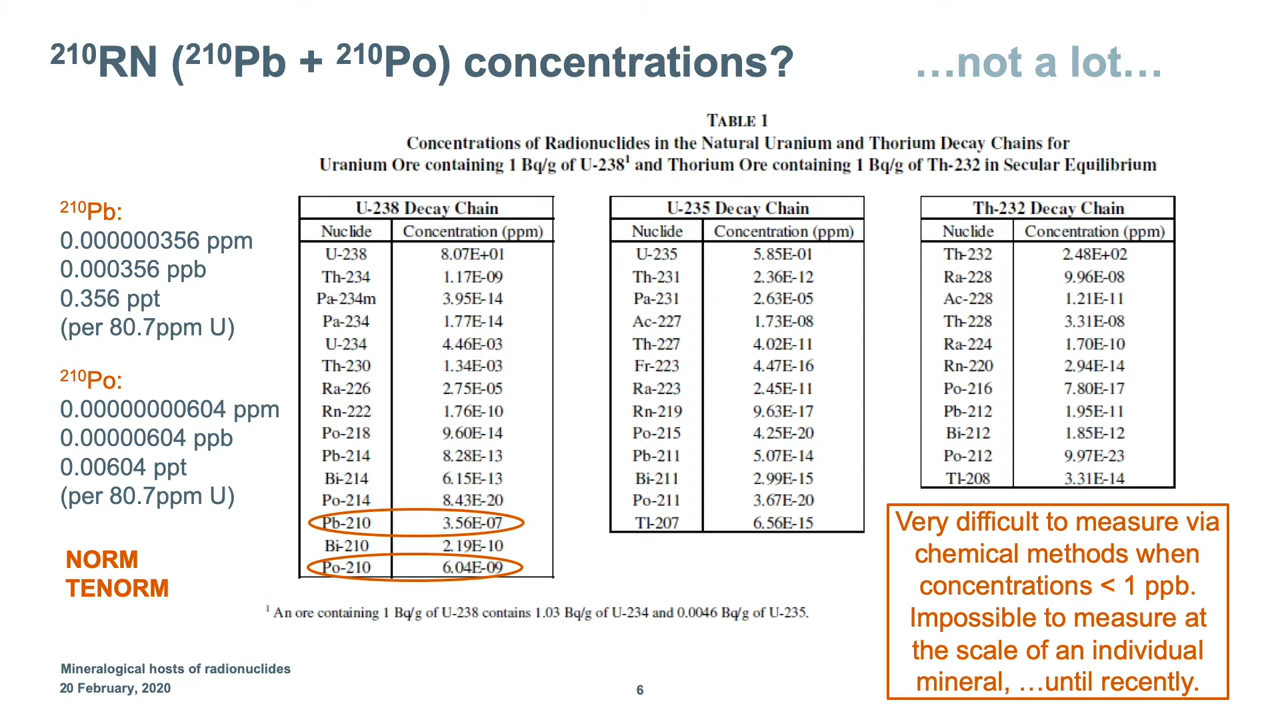 ²¹⁰RN (²¹⁰Pb + ²¹⁰Po) concentrations?
…not a lot…
TABLE 1
Concentrations of Radionuclides in the Natural Uranium and Thorium Decay Chains for
Uranium Ore containing 1 Bq/g of U-238¹ and Thorium Ore containing 1 Bq/g of Th-232 in Secular Equilibrium
²¹⁰Pb:
0.000000356 ppm
0.000356 ppb
0.356 ppt
(per 80.7ppm U)
²¹⁰Po:
0.00000000604 ppm
0.00000604 ppb
0.00604 ppt
(per 80.7ppm U)
NORM
TENORM
U-238 Decay Chain
Nuclide Concentration (ppm)
U-238 8.07E+01
Th-234 1.17E-09
Pa-234m 3.95E-14
Pa-234 1.77E-14
U-234 4.46E-03
Th-230 1.34E-03
Ra-226 2.75E-05
Rn-222 1.76E-10
Po-218 9.60E-14
Pb-214 8.28E-13
Bi-214 6.15E-13
Po-214 8.43E-20
Pb-210 3.56E-07
Bi-210 2.19E-10
Po-210 6.04E-09
U-235 Decay Chain
Nuclide Concentration (ppm)
U-235 5.85E-01
Th-231 2.36E-12
Pa-231 2.63E-05
Ac-227 1.73E-08
Th-227 4.02E-11
Fr-223 4.47E-16
Ra-223 2.45E-11
Rn-219 9.63E-17
Po-215 4.25E-20
Pb-211 5.07E-14
Bi-211 2.99E-15
Po-211 3.67E-20
Tl-207 6.56E-15
Th-232 Decay Chain
Nuclide Concentration (ppm)
Th-232 2.48E+02
Ra-228 9.96E-08
Ac-228 1.21E-11
Th-228 3.31E-08
Ra-224 1.70E-10
Rn-220 2.94E-14
Po-216 7.80E-17
Pb-212 1.95E-11
Bi-212 1.85E-12
Po-212 9.97E-23
Tl-208 3.31E-14
¹ An ore containing 1 Bq/g of U-238 contains 1.03 Bq/g of U-234 and 0.0046 Bq/g of U-235.
Very difficult to measure via
chemical methods when
concentrations < 1 ppb.
Impossible to measure at
the scale of an individual
mineral, …until recently.
Mineralogical hosts of radionuclides
20 February, 2020
6